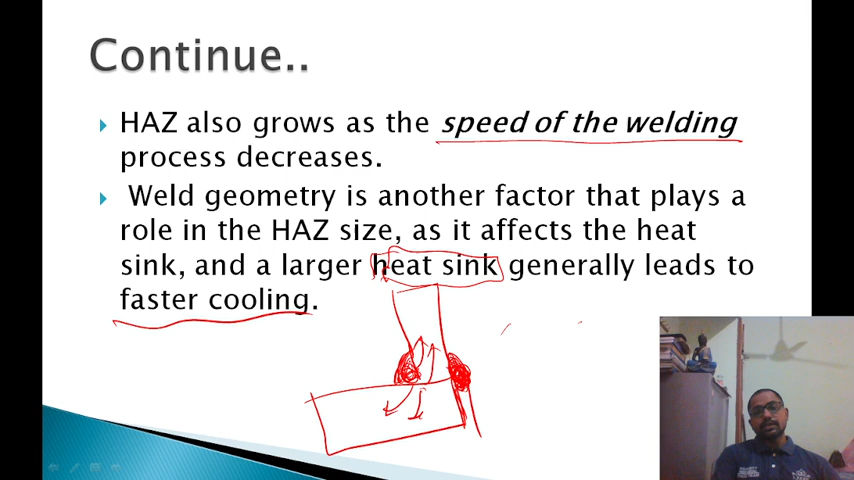 Continue..
HAZ also grows as the speed of the welding
process decreases.
Weld geometry is another factor that plays a
role in the HAZ size, as it affects the heat
sink, and a larger heat sink generally leads to
faster cooling.